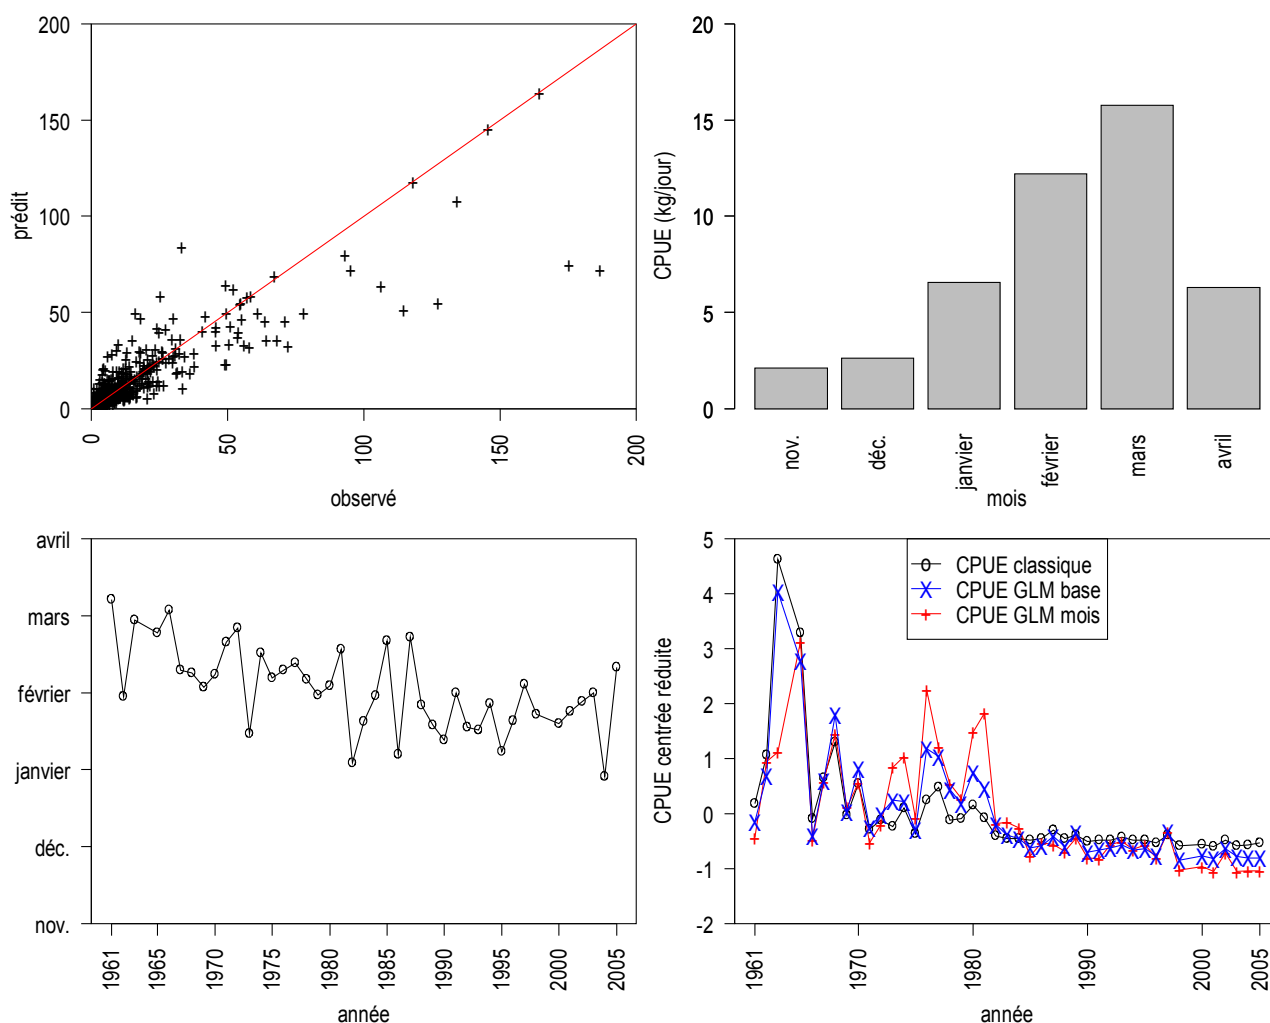 200
150
100
50
0
prédit
0
50
100
150
200
observé
20
15
10
5
0
CPUE (kg/jour)
nov.
déc.
janvier
février
mars
avril
mois
avril
mars
février
janvier
déc.
nov.
1961
1965
1970
1975
1980
1985
1990
1995
2000
2005
année
5
4
3
2
1
0
-1
-2
CPUE centrée réduite
CPUE classique
CPUE GLM base
CPUE GLM mois
1961
1970
1980
1990
2000
2005
année